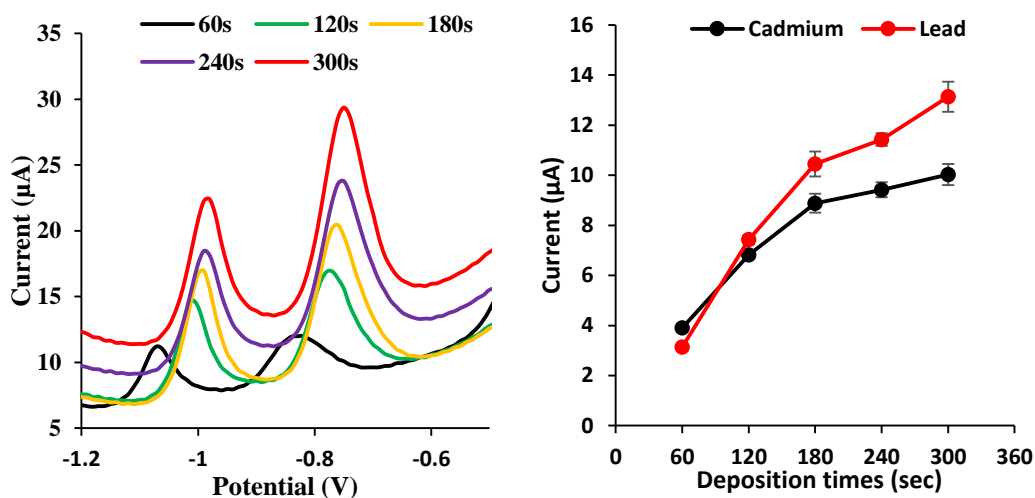 60s 120s 180s
240s 300s
35
30
25
20
15
10
5
Current (µA)
-1.2 -1 -0.8 -0.6
Potential (V)
Cadmium Lead
16
14
12
10
8
6
4
2
0
Current (µA)
0 60 120 180 240 300 360
Deposition times (sec)